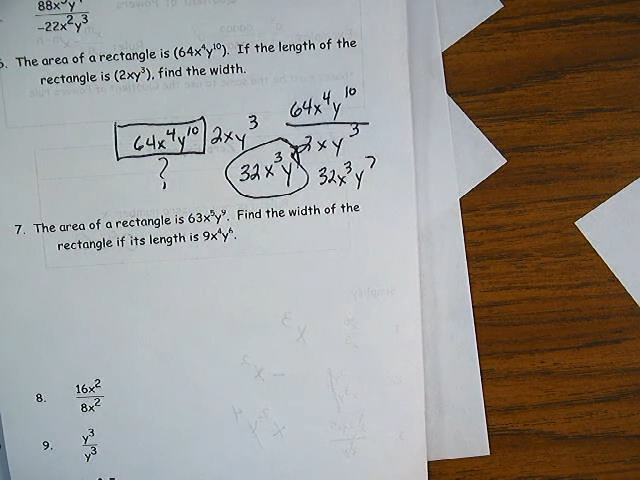 -22x²y³
6. The area of a rectangle is (64x⁴y¹⁰). If the length of the
rectangle is (2xy³), find the width.
64x⁴y¹⁰
64x⁴y¹⁰ 2xy³
2xy³
? 32x³y⁷ 32x³y⁷
7. The area of a rectangle is 63x⁵y⁹. Find the width of the
rectangle if its length is 9x⁴y⁶.
8. 16x²
8x²
9. y³
y³